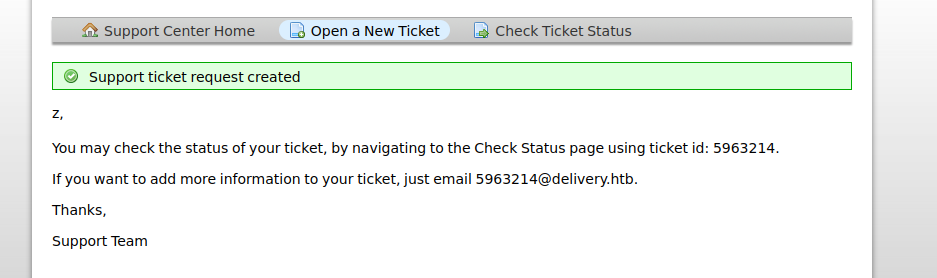 Support Center Home Open a New Ticket Check Ticket Status
Support ticket request created
z,
You may check the status of your ticket, by navigating to the Check Status page using ticket id: 5963214.
If you want to add more information to your ticket, just email 5963214@delivery.htb.
Thanks,
Support Team